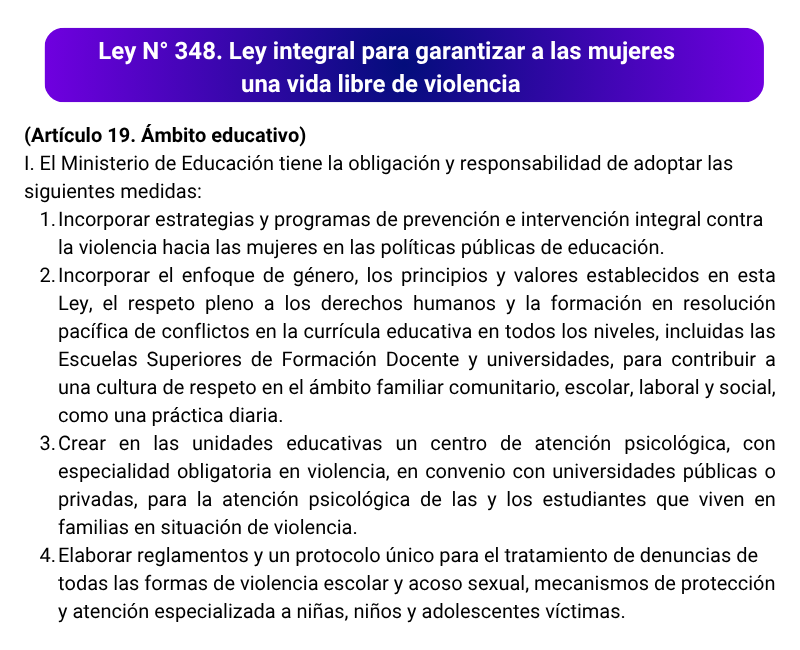 Ley N° 348. Ley integral para garantizar a las mujeres
una vida libre de violencia
(Artículo 19. Ámbito educativo)
I. El Ministerio de Educación tiene la obligación y responsabilidad de adoptar las
siguientes medidas:
1. Incorporar estrategias y programas de prevención e intervención integral contra
la violencia hacia las mujeres en las políticas públicas de educación.
2. Incorporar el enfoque de género, los principios y valores establecidos en esta
Ley, el respeto pleno a los derechos humanos y la formación en resolución
pacífica de conflictos en la currícula educativa en todos los niveles, incluidas las
Escuelas Superiores de Formación Docente y universidades, para contribuir a
una cultura de respeto en el ámbito familiar comunitario, escolar, laboral y social,
como una práctica diaria.
3. Crear en las unidades educativas un centro de atención psicológica, con
especialidad obligatoria en violencia, en convenio con universidades públicas o
privadas, para la atención psicológica de las y los estudiantes que viven en
familias en situación de violencia.
4. Elaborar reglamentos y un protocolo único para el tratamiento de denuncias de
todas las formas de violencia escolar y acoso sexual, mecanismos de protección
y atención especializada a niñas, niños y adolescentes víctimas.